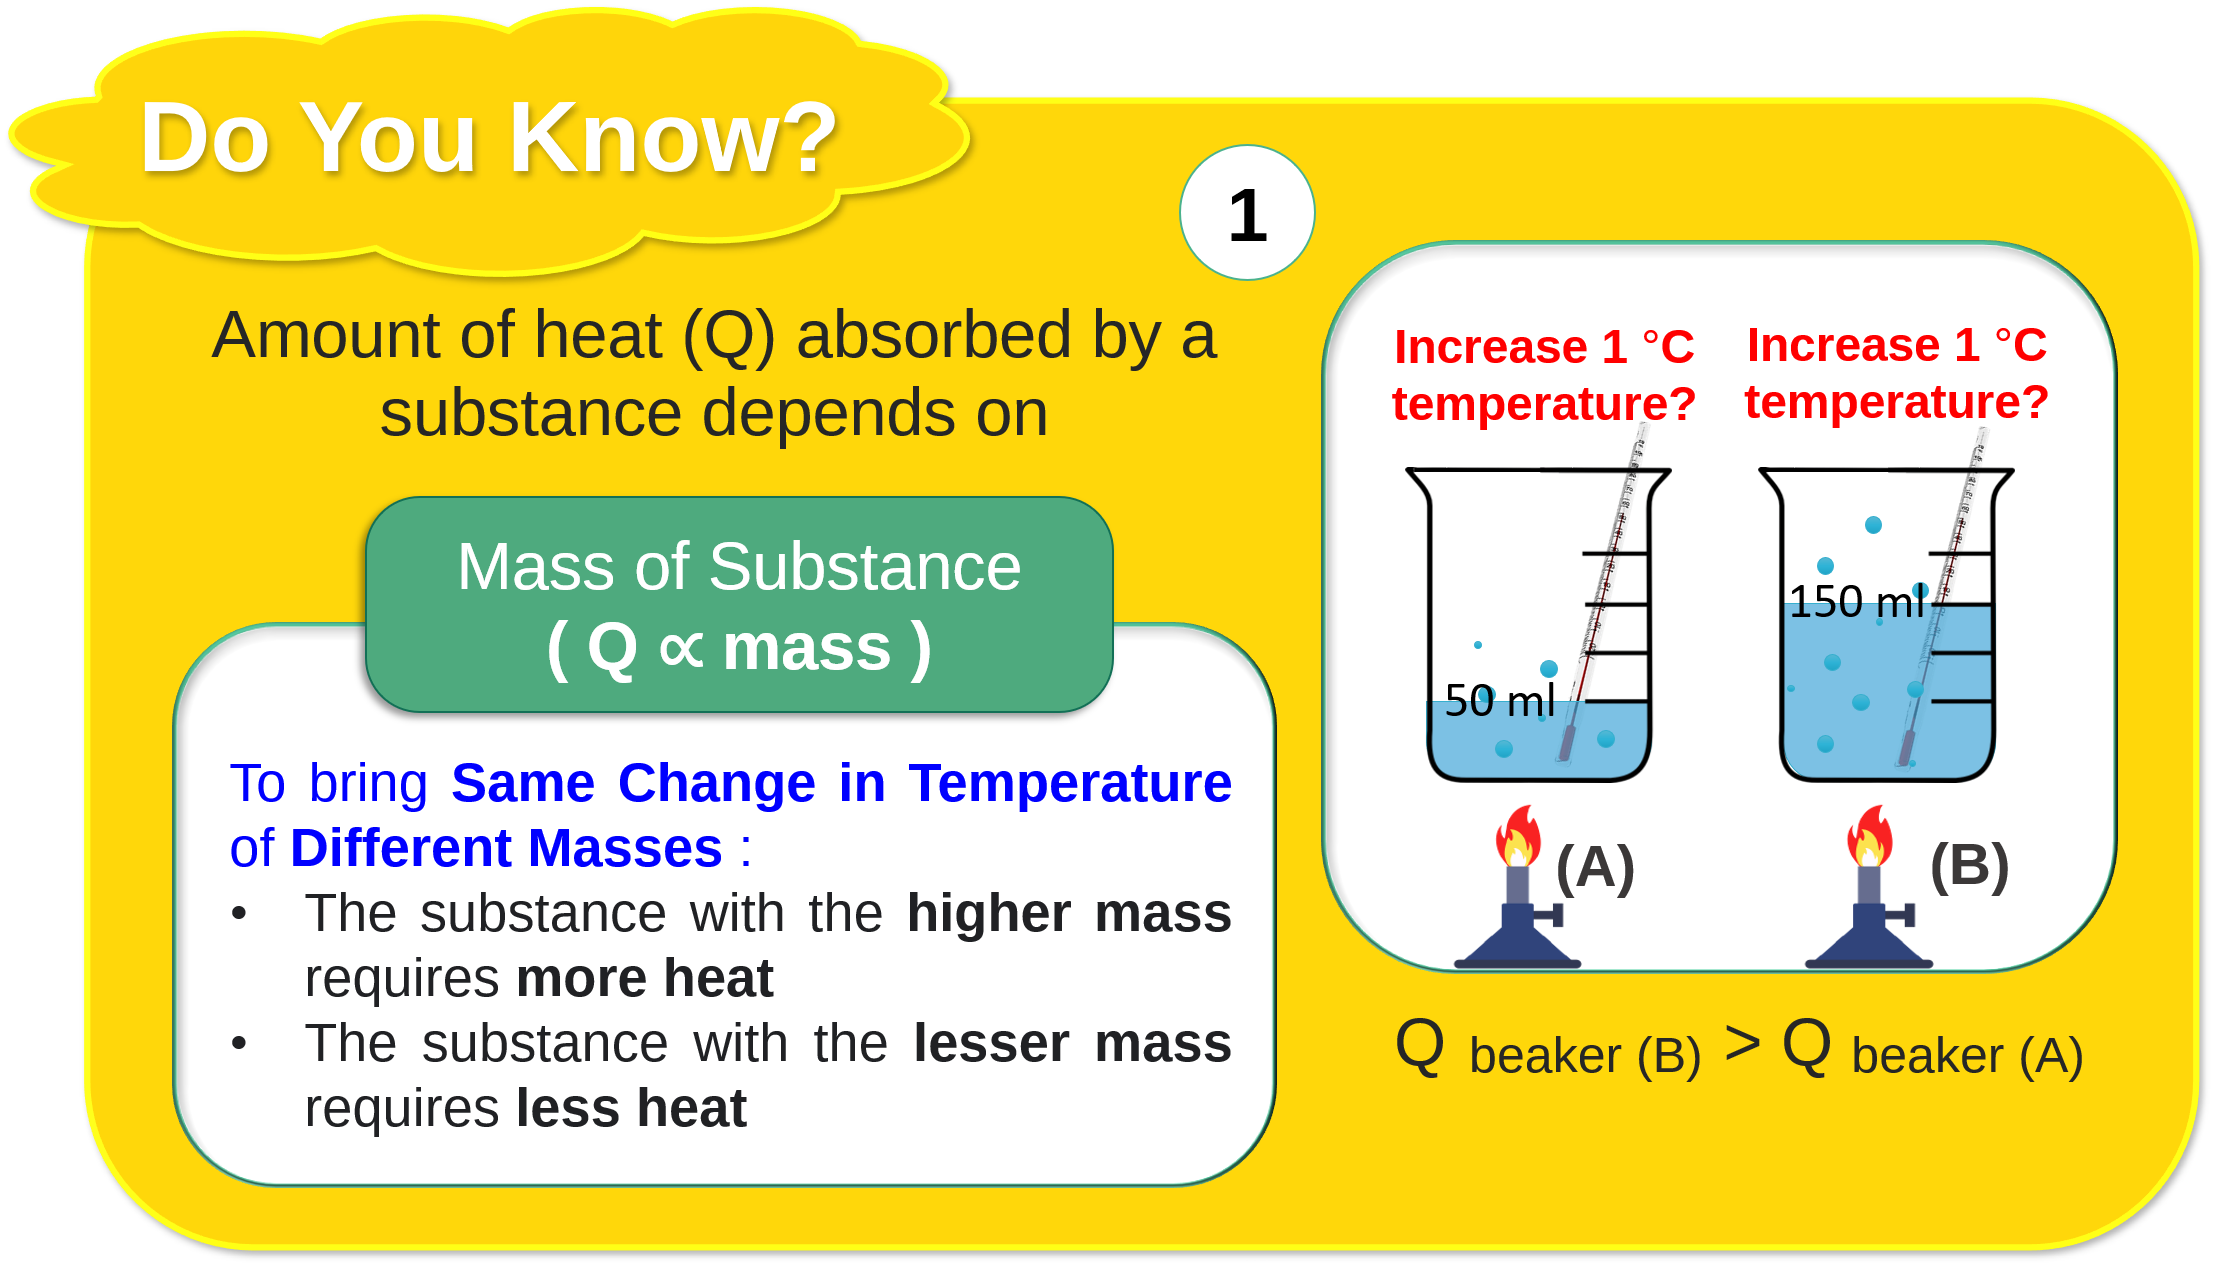 Do You Know?
1
Amount of heat (Q) absorbed by a
substance depends on
Mass of Substance
( Q ∝ mass )
To bring Same Change in Temperature
of Different Masses :
• The substance with the higher mass
requires more heat
• The substance with the lesser mass
requires less heat
Increase 1 °C
temperature?
Increase 1 °C
temperature?
50 ml
150 ml
(A)
(B)
Q beaker (B) > Q beaker (A)